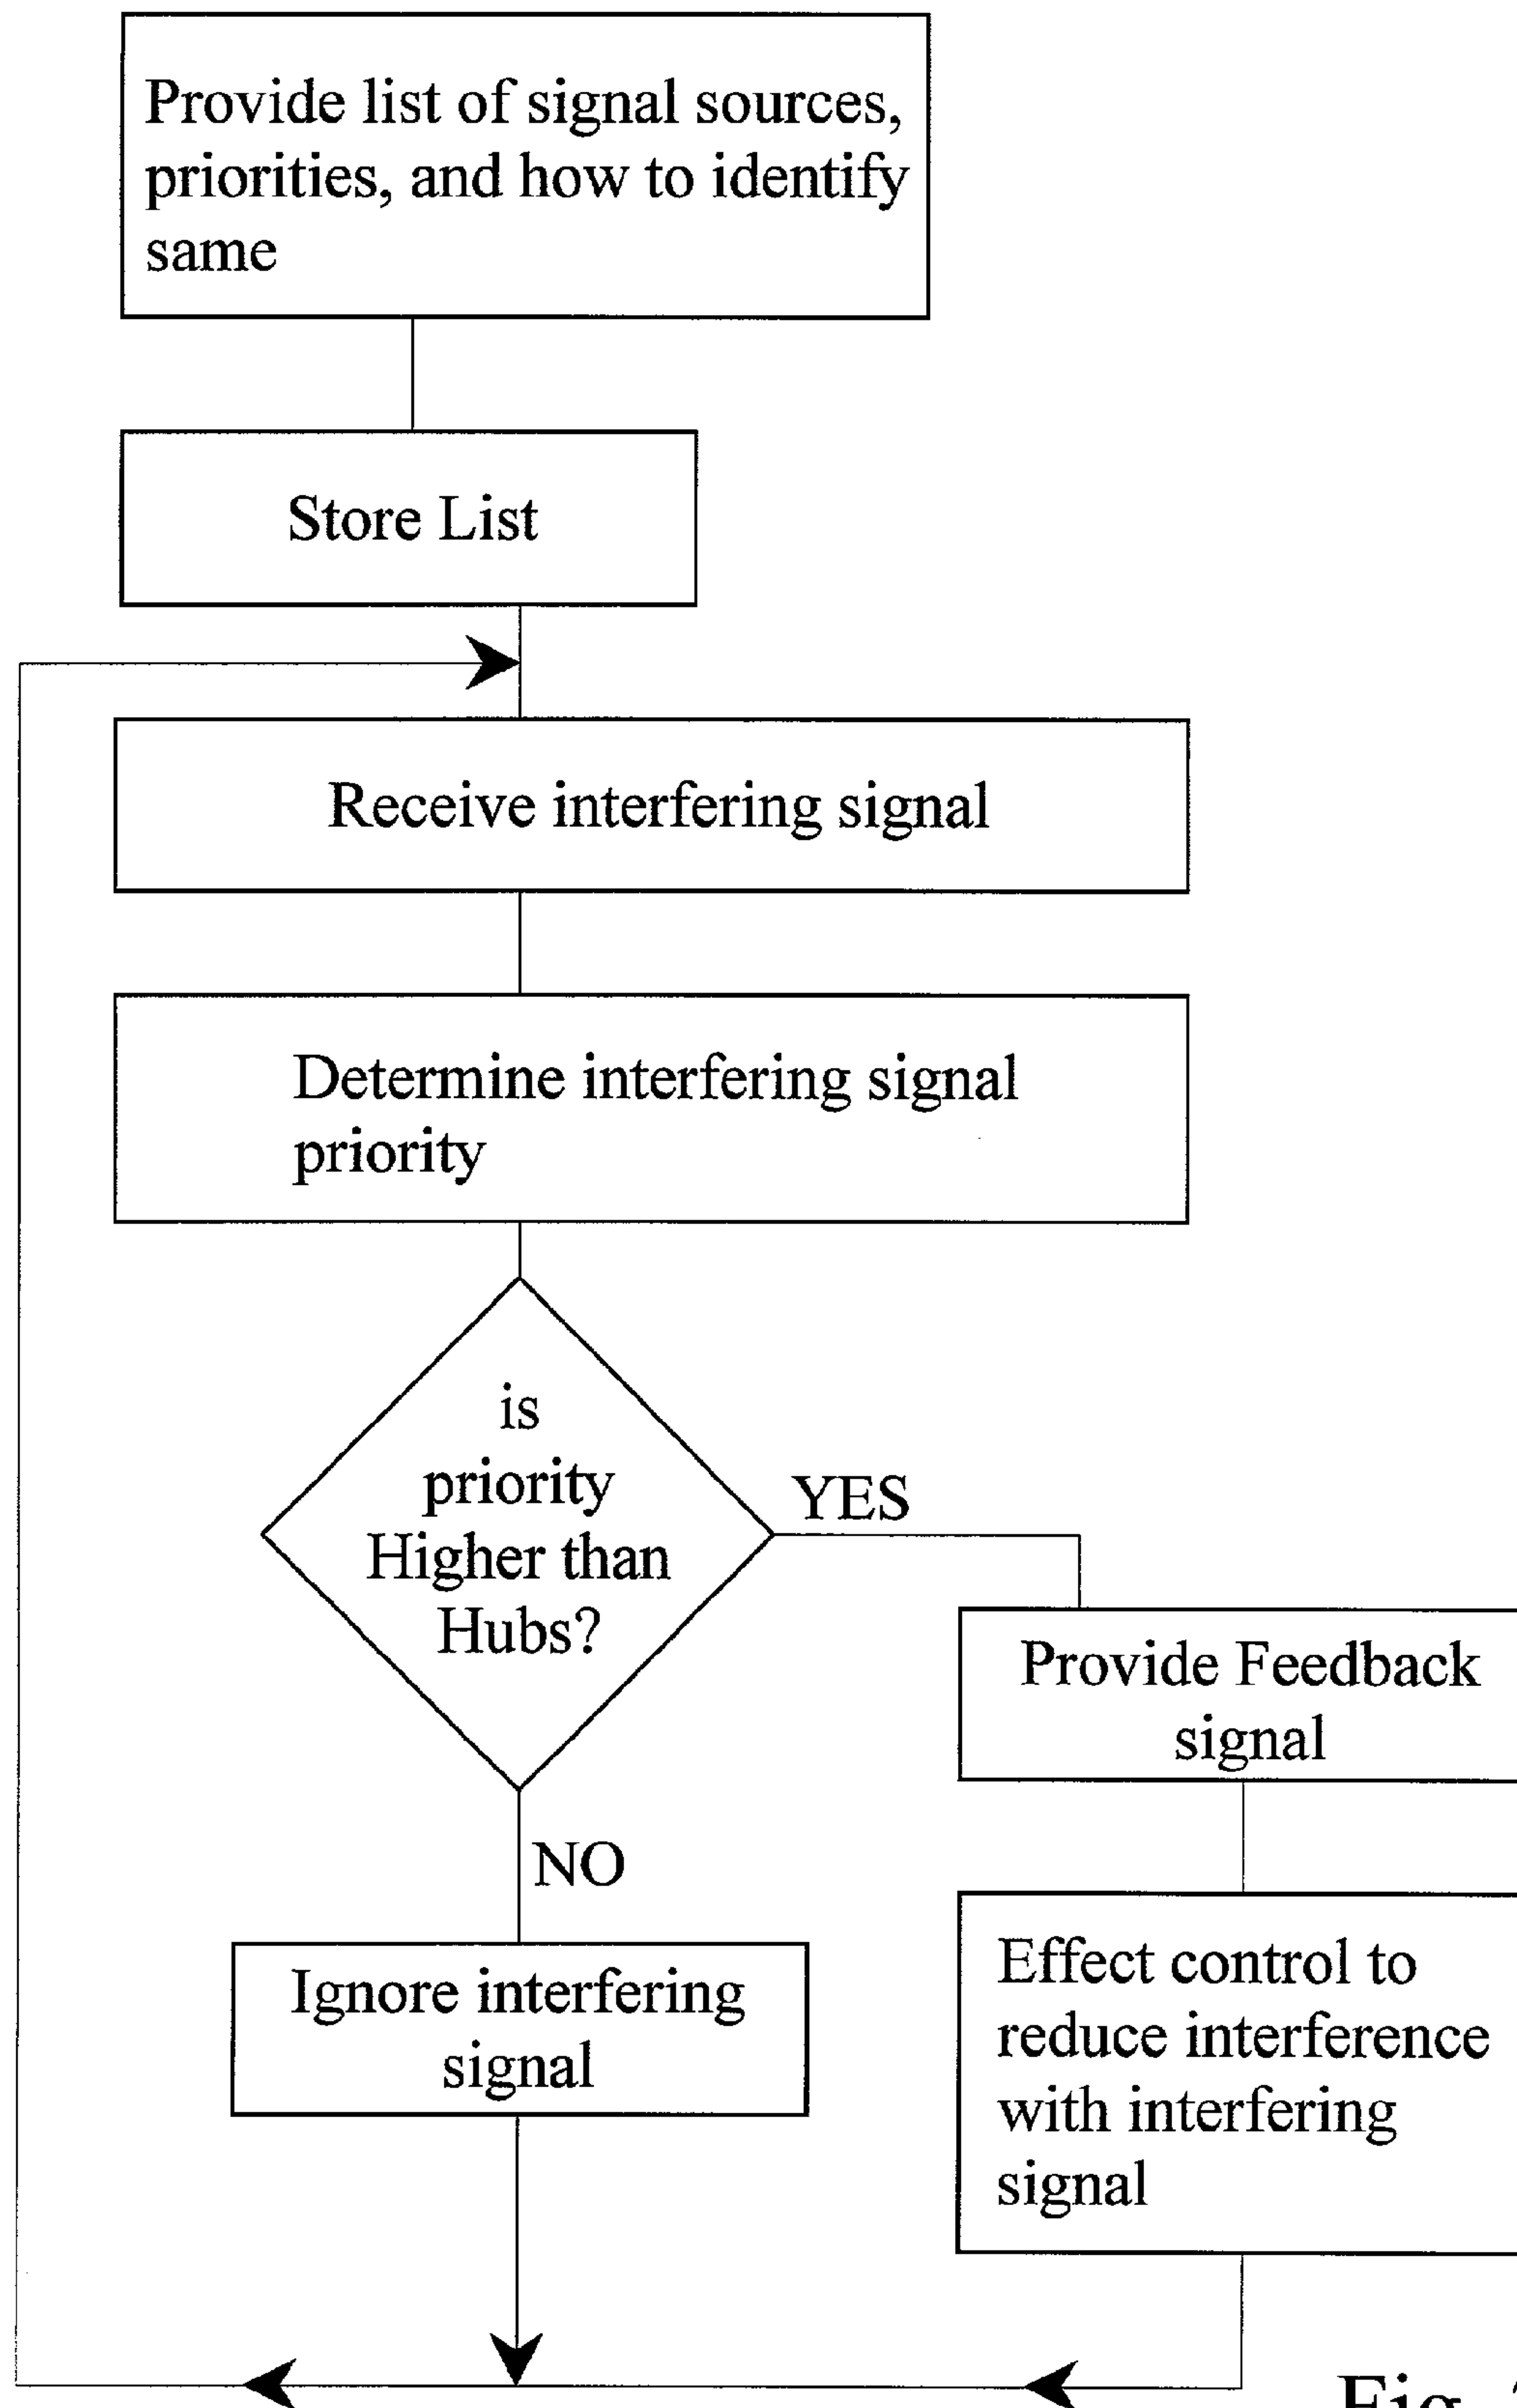 Provide list of signal sources,
priorities, and how to identify
same
Store List
Receive interfering signal
Determine interfering signal
priority
is
priority
Higher than
Hubs?
YES
Provide Feedback
signal
NO
Ignore interfering
signal
Effect control to
reduce interference
with interfering
signal
Fig.